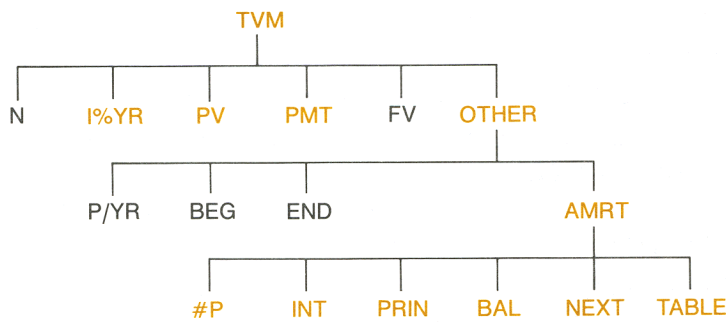 TVM
N I%YR PV PMT FV OTHER
P/YR BEG END AMRT
#P INT PRIN BAL NEXT TABLE